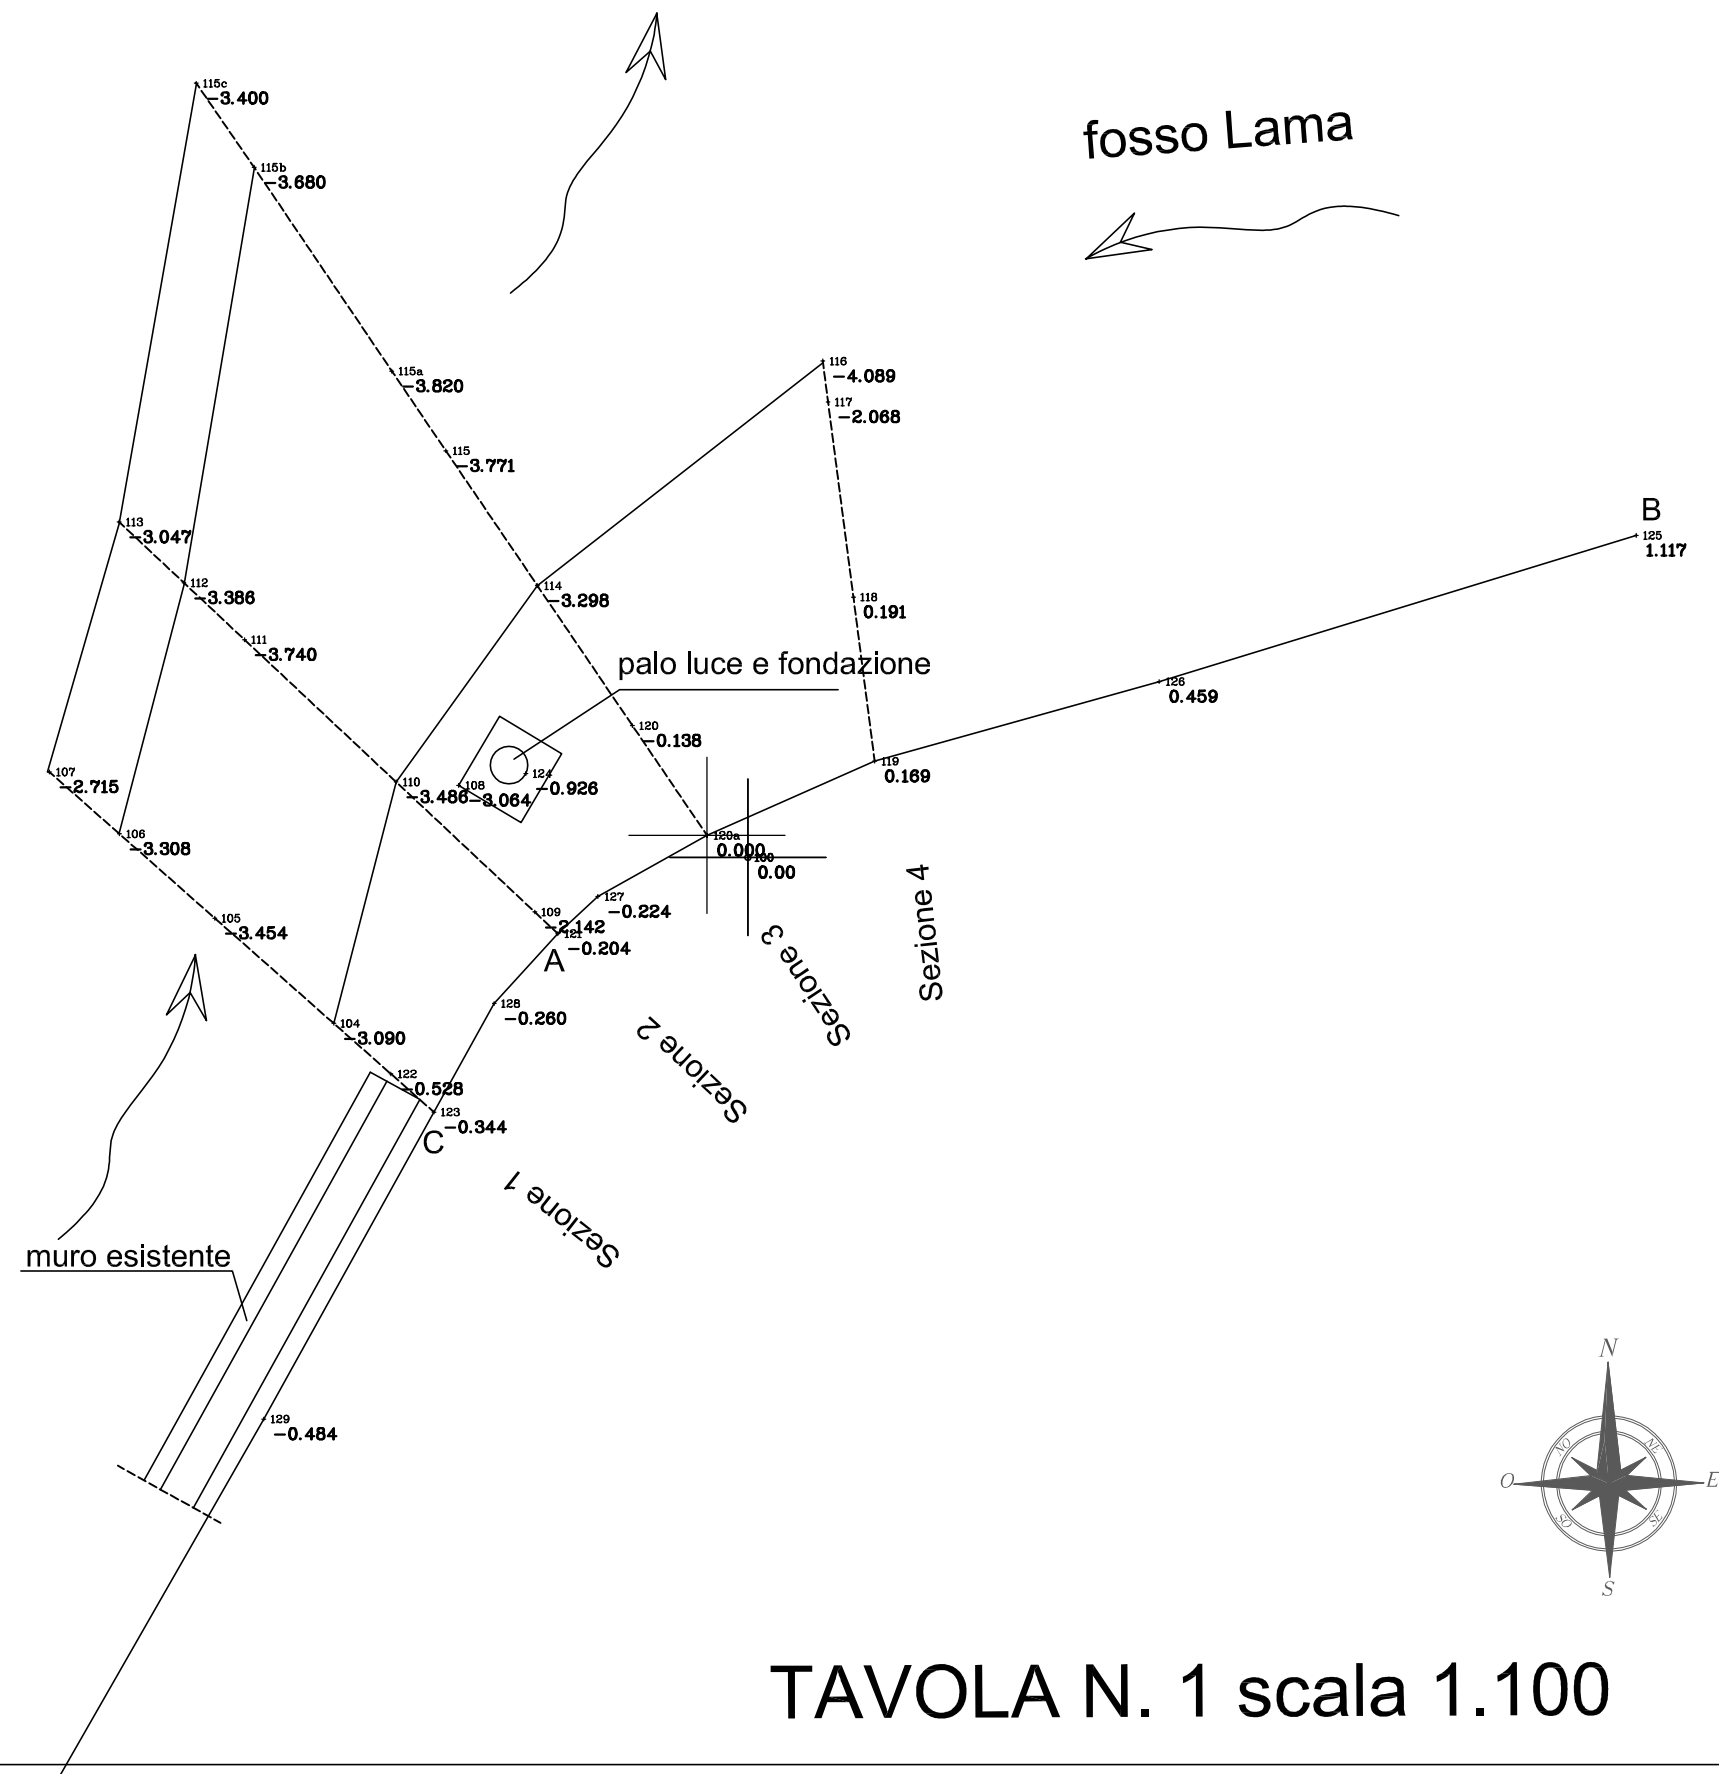 115c
-3.400
fosso Lama
115b
-3.680
116
-4.089
115a
-3.820
117
-2.068
115
-3.771
B
125
1.117
113
-3.047
112
-3.386
114
-3.298
118
0.191
111
-3.740
palo luce e fondazione
126
0.459
120
-0.138
119
0.169
107
-2.715
110
-3.486
108
-3.064
124
-0.926
106
-3.308
120a
0.000
100
0.00
127
-0.224
109
-2.142
121
-0.204
A
105
-3.454
128
-0.260
104
-3.090
122
-0.528
123
-0.344
C
Sezione 4
Sezione 3
Sezione 2
Sezione 1
muro esistente
129
-0.484
N
NO
NE
O
E
SO
SE
S
TAVOLA N. 1 scala 1.100